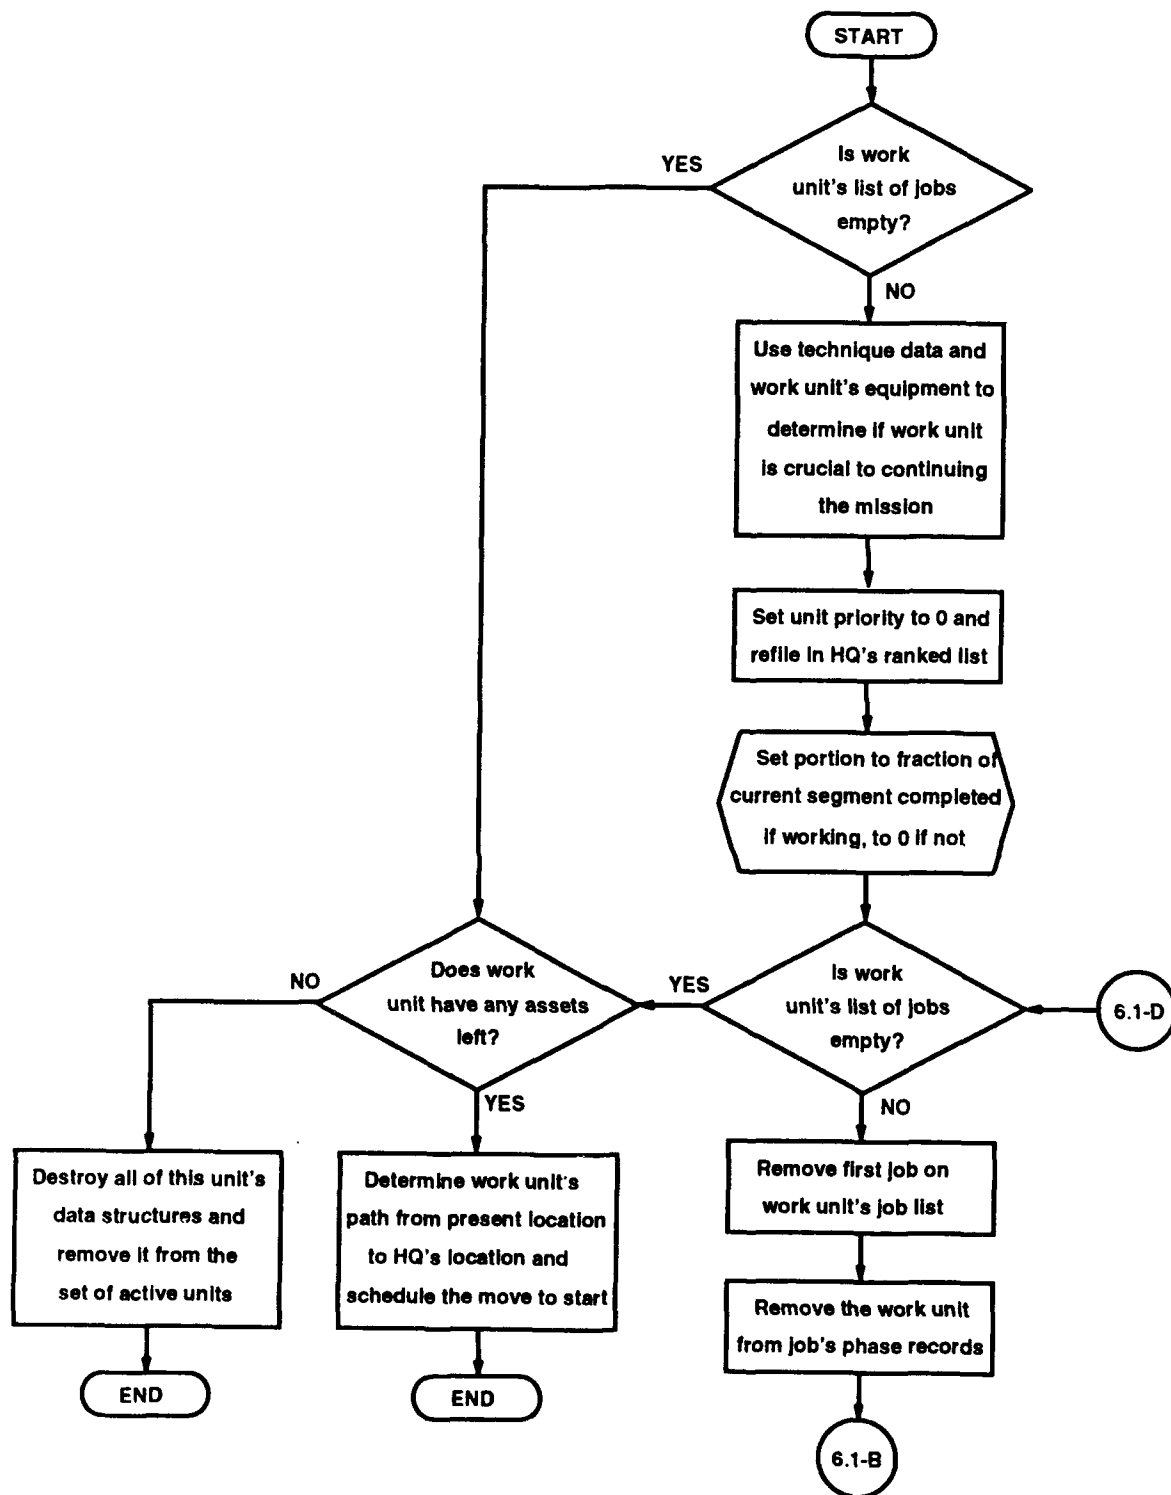 START
YES
Is work
unit's list of jobs
empty?
NO
Use technique data and
work unit's equipment to
determine if work unit
is crucial to continuing
the mission
Set unit priority to 0 and
refile in HQ's ranked list
Set portion to fraction of
current segment completed
if working, to 0 if not
NO
Does work
unit have any assets
left?
YES
YES
Is work
unit's list of jobs
empty?
NO
6.1-D
Destroy all of this unit's
data structures and
remove it from the
set of active units
END
Determine work unit's
path from present location
to HQ's location and
schedule the move to start
END
Remove first job on
work unit's job list
Remove the work unit
from job's phase records
6.1-B